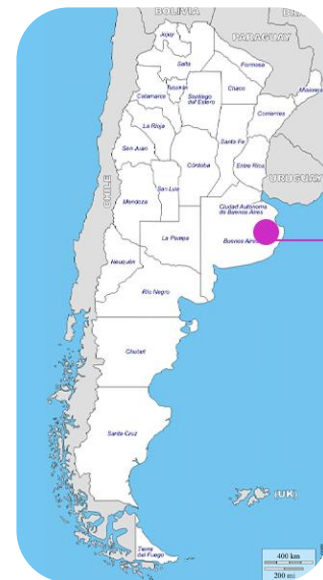 BOLIVIA
PARAGUAY
Jujuy
Salta
Formosa
Tucumán
Chaco
Catamarca
Santiago
del Estero
Misiones
Corrientes
La Rioja
Santa Fe
San Juan
Córdoba
Entre Rios
URUGUAY
CHILE
San Luis
Mendoza
Ciudad Autónoma
de Buenos Aires
La Pampa
Buenos Aires
Neuquén
Rio Negro
Chubut
Santa Cruz
(UK)
Tierra
del Fuego
400 km
200 mi